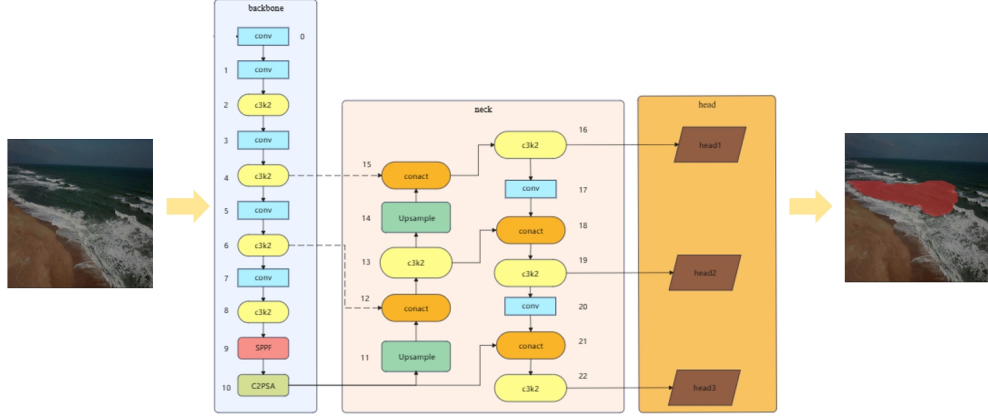 backbone
conv 0
1 conv
2 c3k2
3 conv
4 c3k2
5 conv
6 c3k2
7 conv
8 c3k2
9 SPPF
10 C2PSA
neck
15 conact
14 Upsample
13 c3k2
12 conact
11 Upsample
16
c3k2
conv 17
conact 18
c3k2 19
conv 20
conact 21
c3k2 22
head
head1
head2
head3